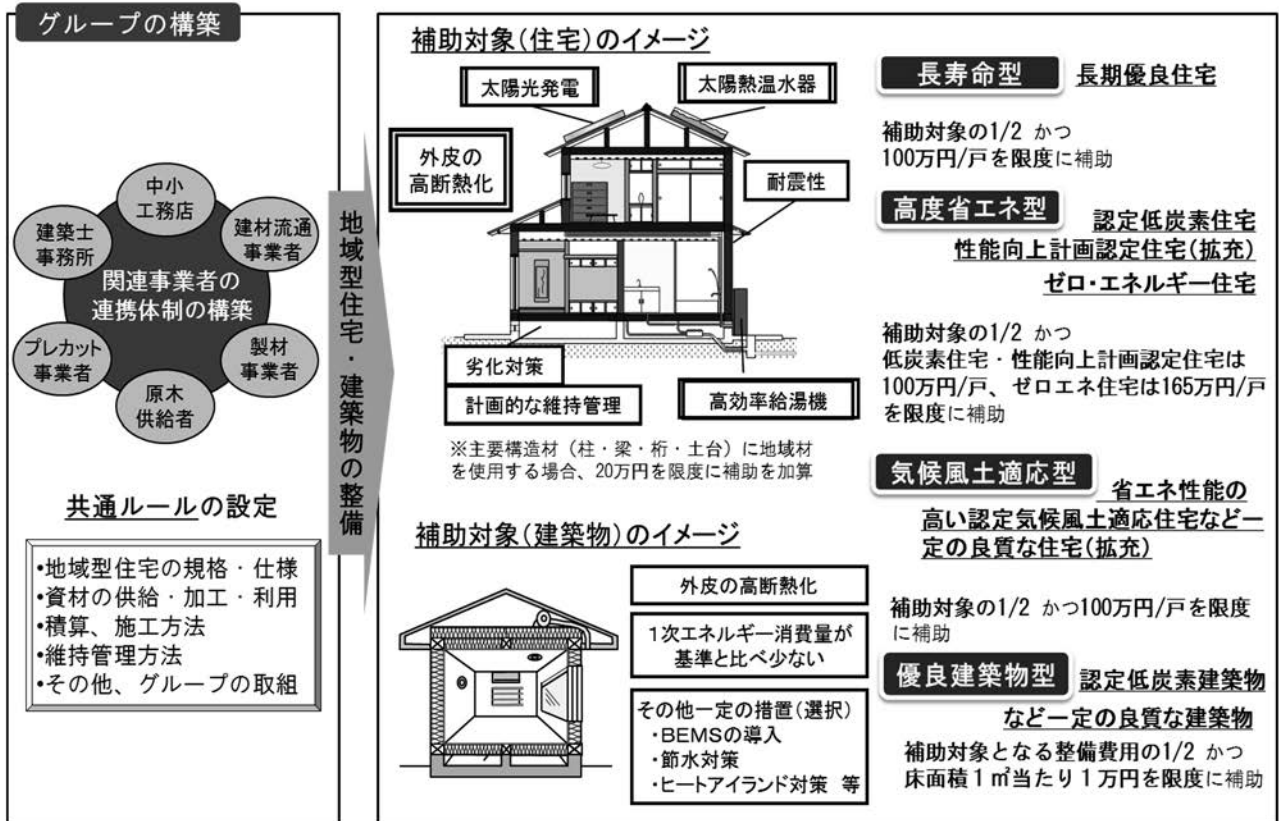 グループの構築
中小
工務店
建築士
事務所
建材流通
事業者
関連事業者の
連携体制の構築
プレカット
事業者
製材
事業者
原木
供給者
共通ルールの設定
・地域型住宅の規格・仕様
・資材の供給・加工・利用
・積算、施工方法
・維持管理方法
・その他、グループの取組
地域型住宅・建築物の整備
補助対象(住宅)のイメージ
太陽光発電
太陽熱温水器
外皮の
高断熱化
耐震性
劣化対策
計画的な維持管理
高効率給湯機
※主要構造材(柱・梁・桁・土台)に地域材
を使用する場合、20万円を限度に補助を加算
補助対象(建築物)のイメージ
外皮の高断熱化
1次エネルギー消費量が
基準と比べ少ない
その他一定の措置(選択)
・BEMSの導入
・節水対策
・ヒートアイランド対策 等
長寿命型 長期優良住宅
補助対象の1/2 かつ
100万円/戸を限度に補助
高度省エネ型 認定低炭素住宅
性能向上計画認定住宅(拡充)
ゼロ・エネルギー住宅
補助対象の1/2 かつ
低炭素住宅・性能向上計画認定住宅は
100万円/戸、ゼロエネ住宅は165万円/戸
を限度に補助
気候風土適応型 省エネ性能の
高い認定気候風土適応住宅など一
定の良質な住宅(拡充)
補助対象の1/2 かつ100万円/戸を限度
に補助
優良建築物型 認定低炭素建築物
など一定の良質な建築物
補助対象となる整備費用の1/2 かつ
床面積1㎡当たり1万円を限度に補助